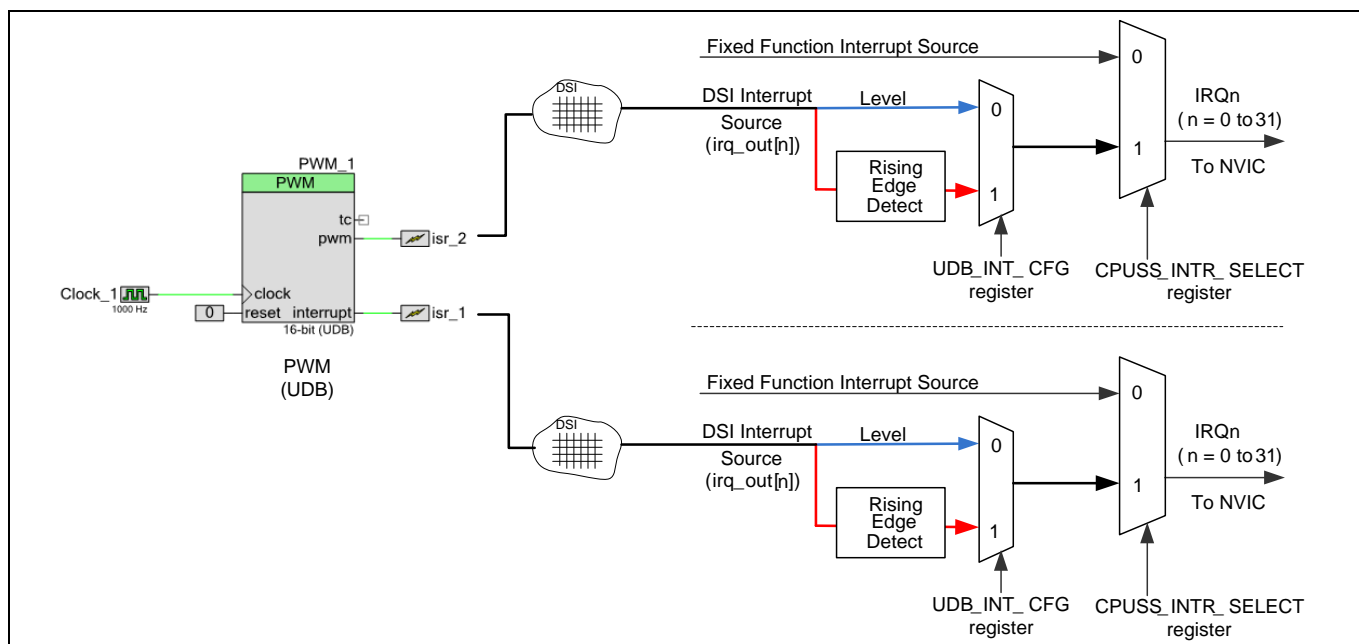 Fixed Function Interrupt Source
0
DSI
DSI Interrupt
Level
Source
(irq_out[n])
0
IRQn
( n = 0 to 31)
1
To NVIC
Rising
Edge
Detect
1
PWM_1
PWM
tc
pwm
isr_2
UDB_INT_ CFG
register
CPUSS_INTR_ SELECT
register
Clock_1
1000 Hz
clock
0
reset
interrupt
isr_1
16-bit (UDB)
PWM
(UDB)
Fixed Function Interrupt Source
0
DSI
DSI Interrupt
Level
Source
(irq_out[n])
0
IRQn
( n = 0 to 31)
1
To NVIC
Rising
Edge
Detect
1
UDB_INT_ CFG
register
CPUSS_INTR_ SELECT
register